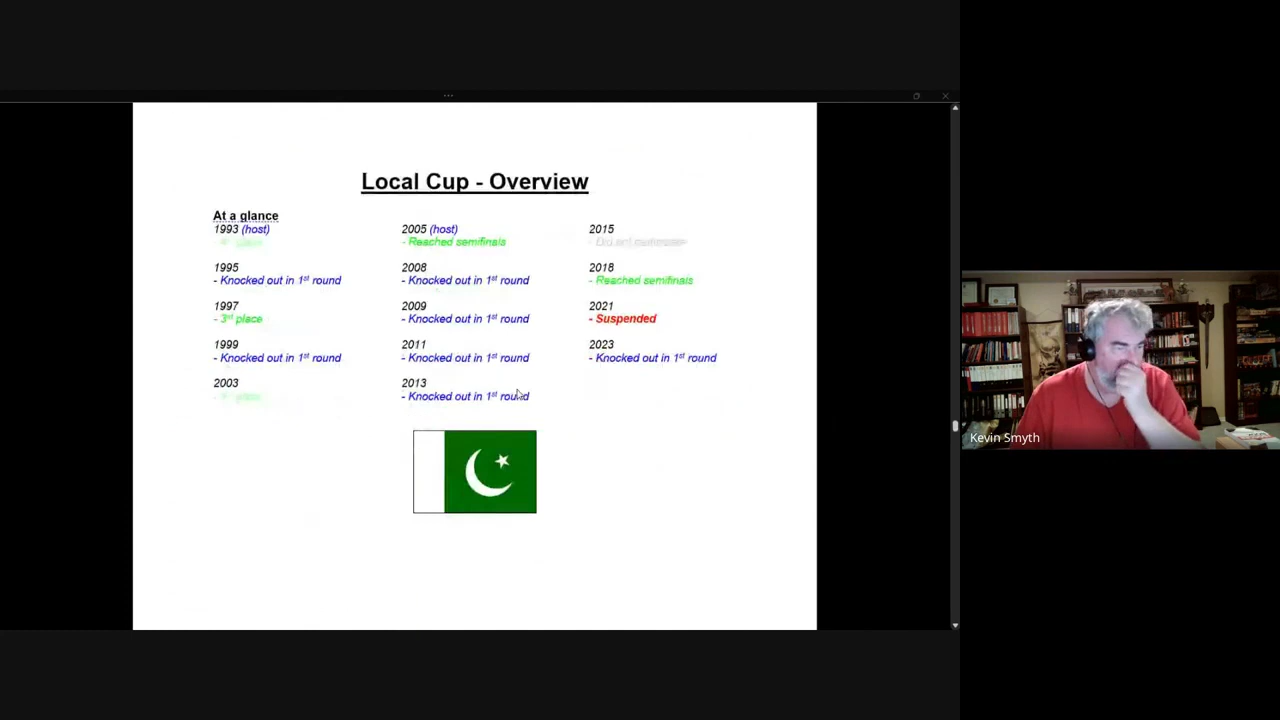 Local Cup - Overview
At a glance
1993 (host)
1995
- Knocked out in 1st round
1997
- 3rd place
1999
- Knocked out in 1st round
2003
2005 (host)
- Reached semifinals
2008
- Knocked out in 1st round
2009
- Knocked out in 1st round
2011
- Knocked out in 1st round
2013
- Knocked out in 1st round
2015
- Did not participate
2018
- Reached semifinals
2021
- Suspended
2023
- Knocked out in 1st round
Kevin Smyth